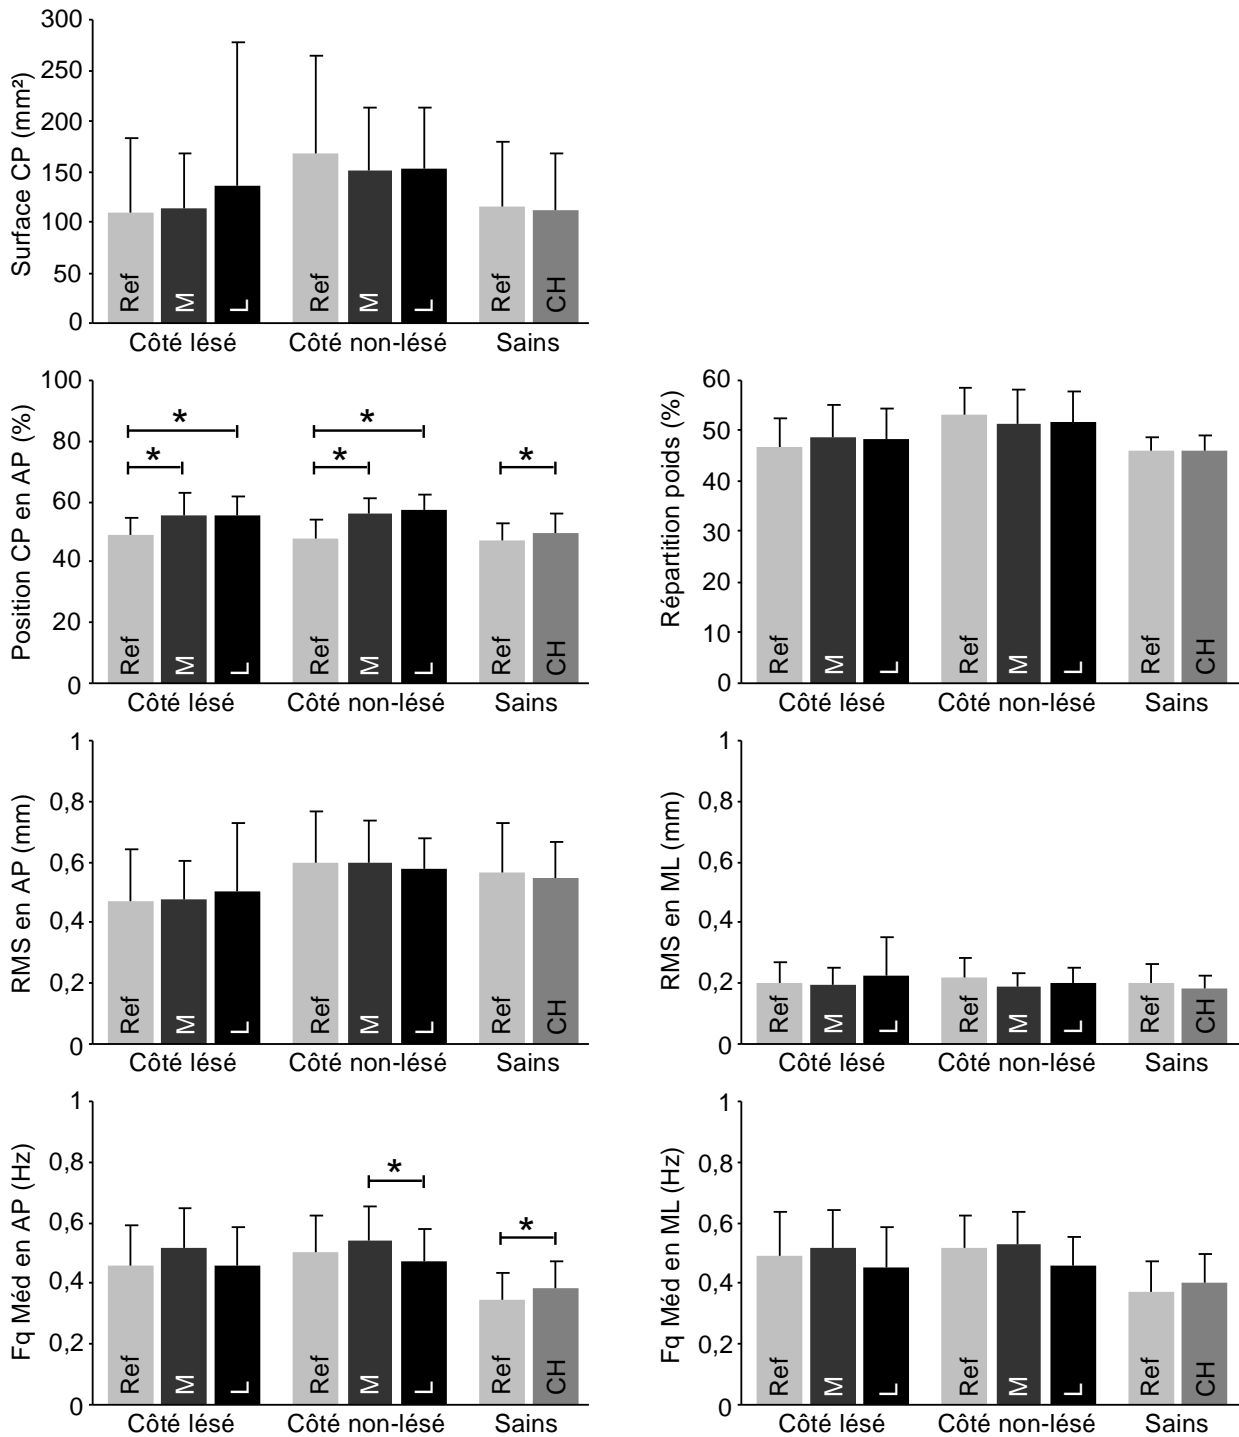 Surface CP (mm²)
300
250
200
150
100
50
0
Ref
M
L
Ref
M
L
Ref
CH
Côté lésé
Côté non-lésé
Sains
Position CP en AP (%)
100
80
60
40
20
0
*
*
*
*
*
Ref
M
L
Ref
M
L
Ref
CH
Côté lésé
Côté non-lésé
Sains
Répartition poids (%)
60
50
40
30
20
10
0
Ref
M
L
Ref
M
L
Ref
CH
Côté lésé
Côté non-lésé
Sains
RMS en AP (mm)
1
0,8
0,6
0,4
0,2
0
Ref
M
L
Ref
M
L
Ref
CH
Côté lésé
Côté non-lésé
Sains
RMS en ML (mm)
1
0,8
0,6
0,4
0,2
0
Ref
M
L
Ref
M
L
Ref
CH
Côté lésé
Côté non-lésé
Sains
Fq Méd en AP (Hz)
1
0,8
0,6
0,4
0,2
0
*
*
Ref
M
L
Ref
M
L
Ref
CH
Côté lésé
Côté non-lésé
Sains
Fq Méd en ML (Hz)
1
0,8
0,6
0,4
0,2
0
Ref
M
L
Ref
M
L
Ref
CH
Côté lésé
Côté non-lésé
Sains